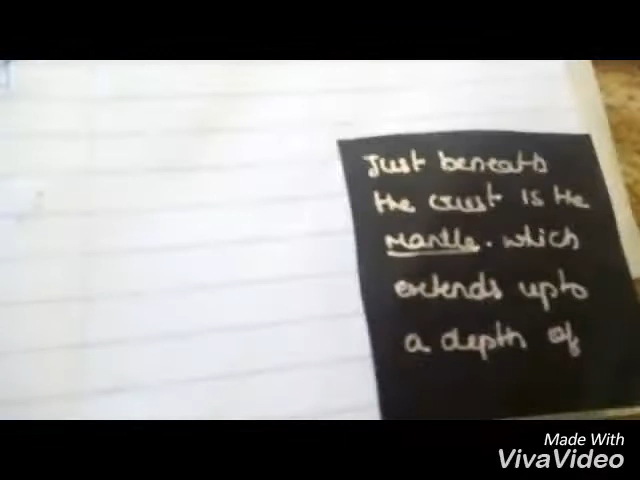 Just beneath
the crust is the
mantle. which
extends upto
a depth of
Made With
VivaVideo